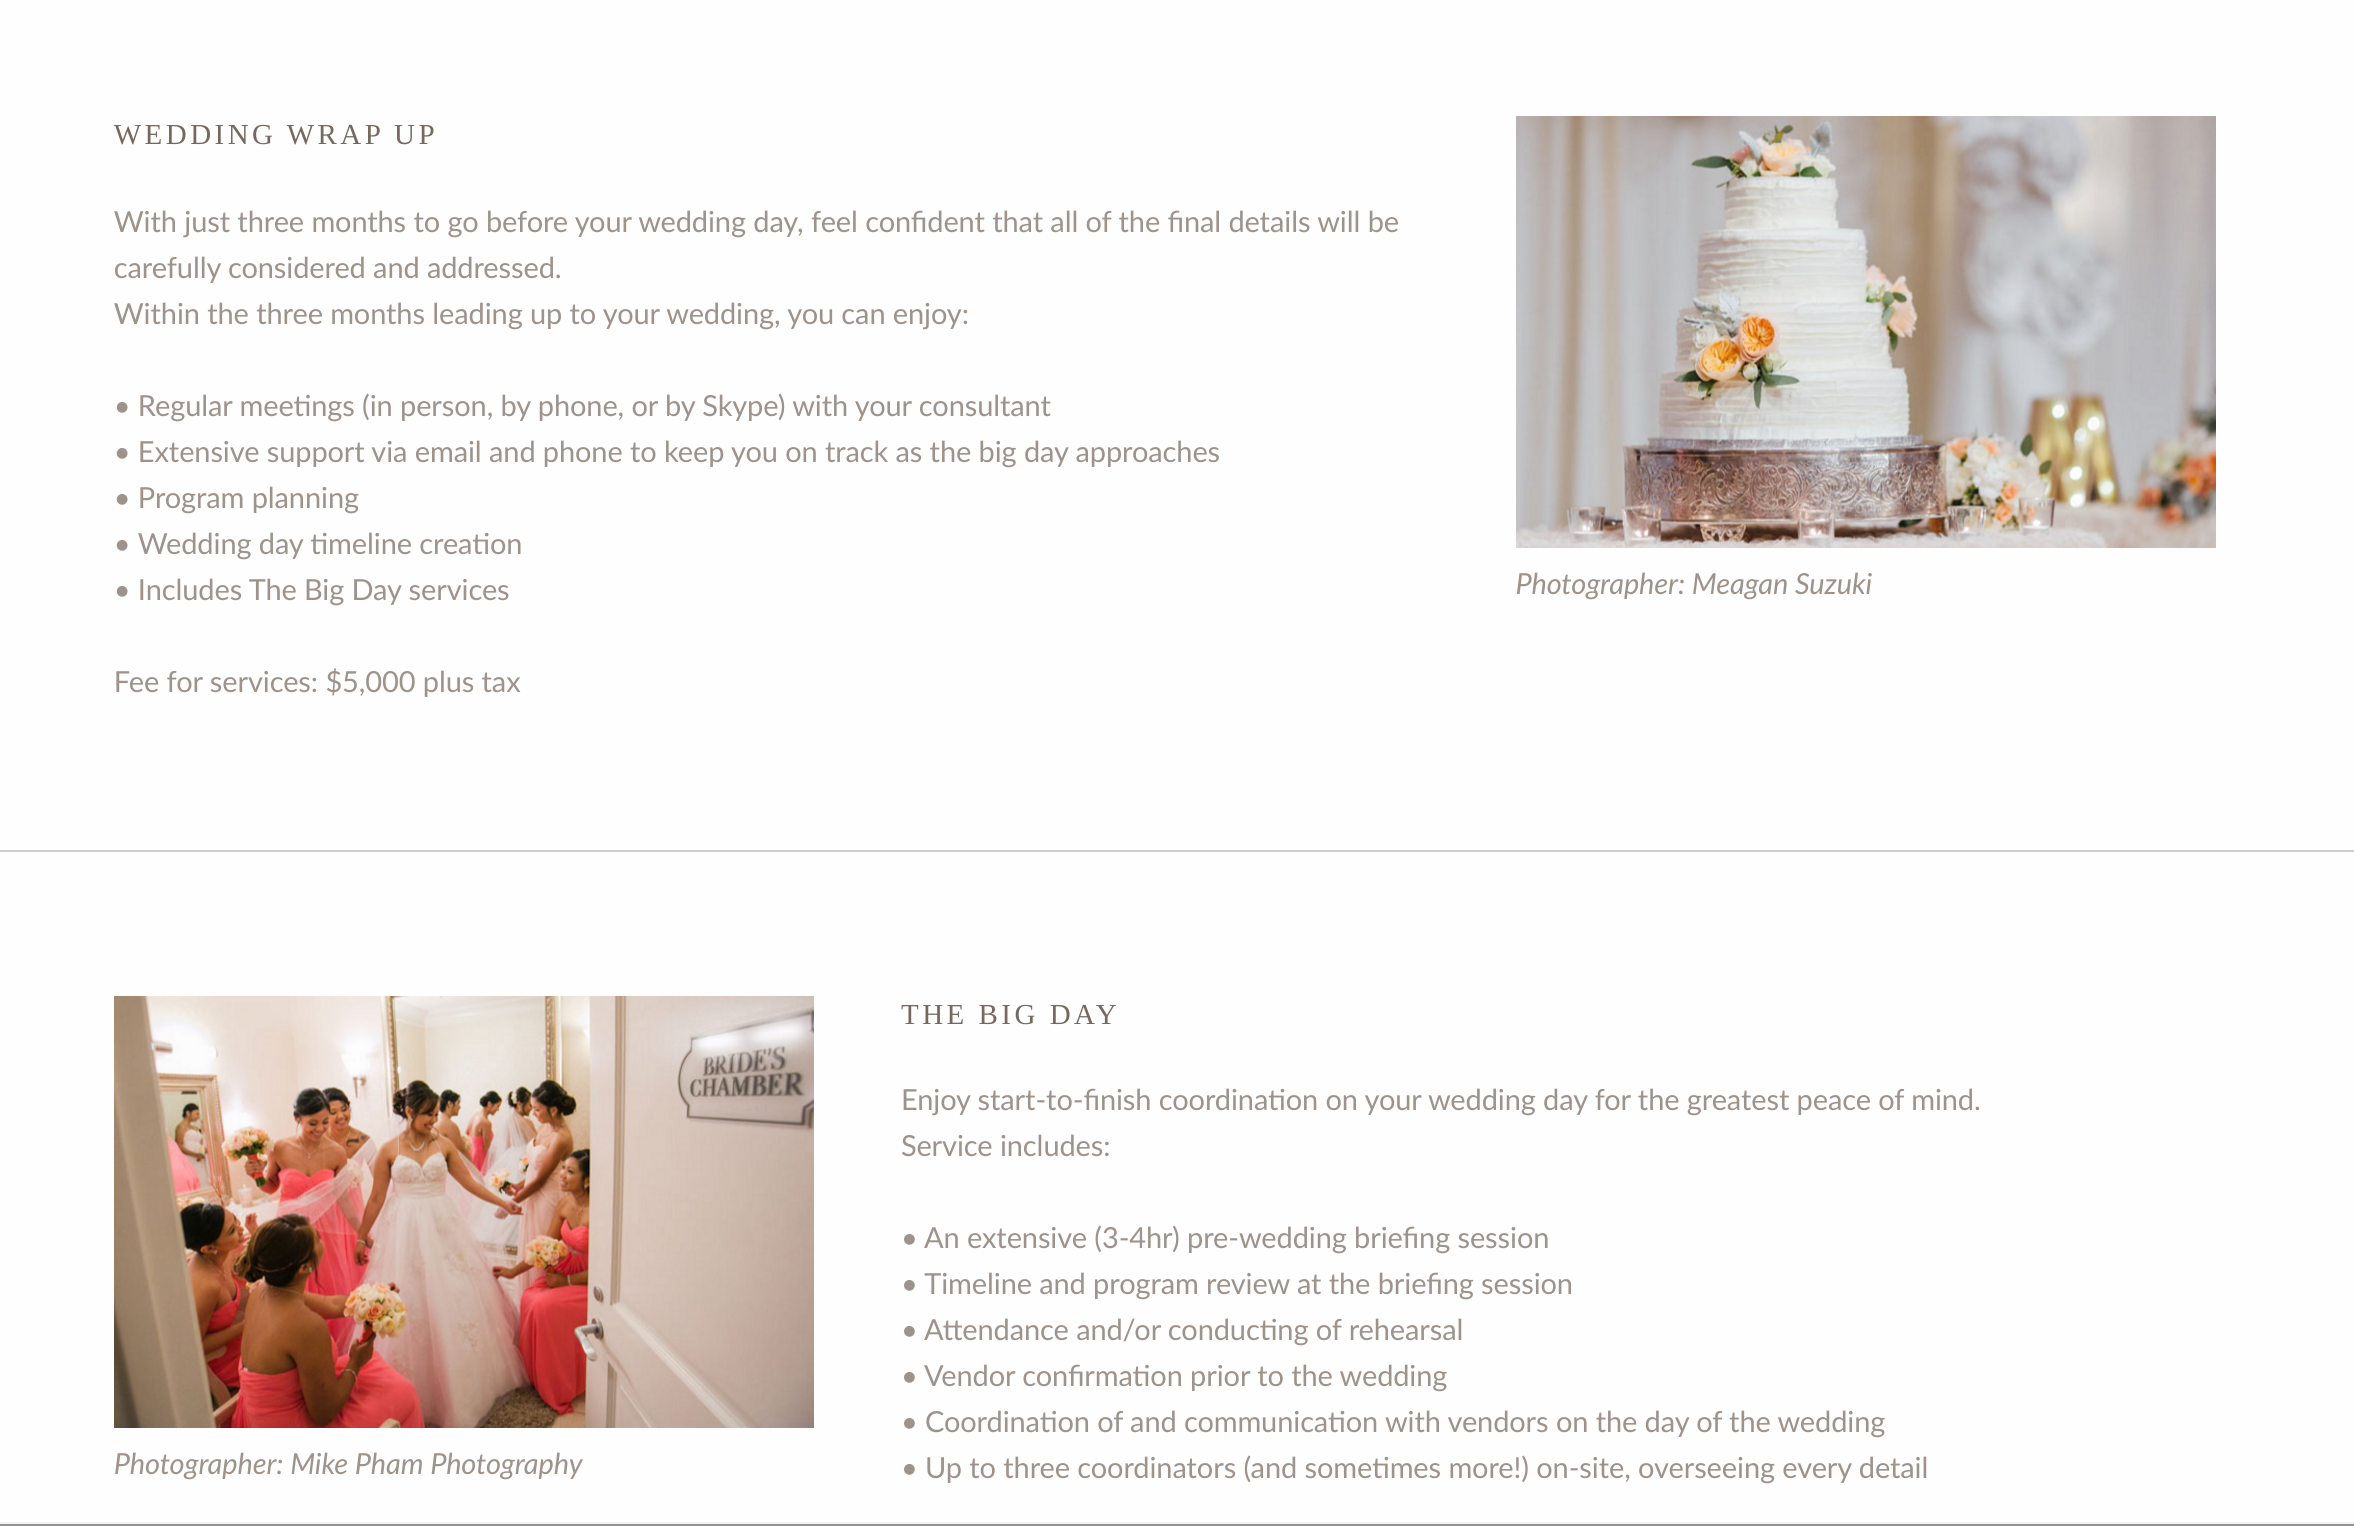 WEDDING WRAP UP
With just three months to go before your wedding day, feel confident that all of the final details will be
carefully considered and addressed.
Within the three months leading up to your wedding, you can enjoy:
• Regular meetings (in person, by phone, or by Skype) with your consultant
• Extensive support via email and phone to keep you on track as the big day approaches
• Program planning
• Wedding day timeline creation
• Includes The Big Day services
Fee for services: $5,000 plus tax
M
Photographer: Meagan Suzuki
BRIDE'S
CHAMBER
Photographer: Mike Pham Photography
THE BIG DAY
Enjoy start-to-finish coordination on your wedding day for the greatest peace of mind.
Service includes:
• An extensive (3-4hr) pre-wedding briefing session
• Timeline and program review at the briefing session
• Attendance and/or conducting of rehearsal
• Vendor confirmation prior to the wedding
• Coordination of and communication with vendors on the day of the wedding
• Up to three coordinators (and sometimes more!) on-site, overseeing every detail